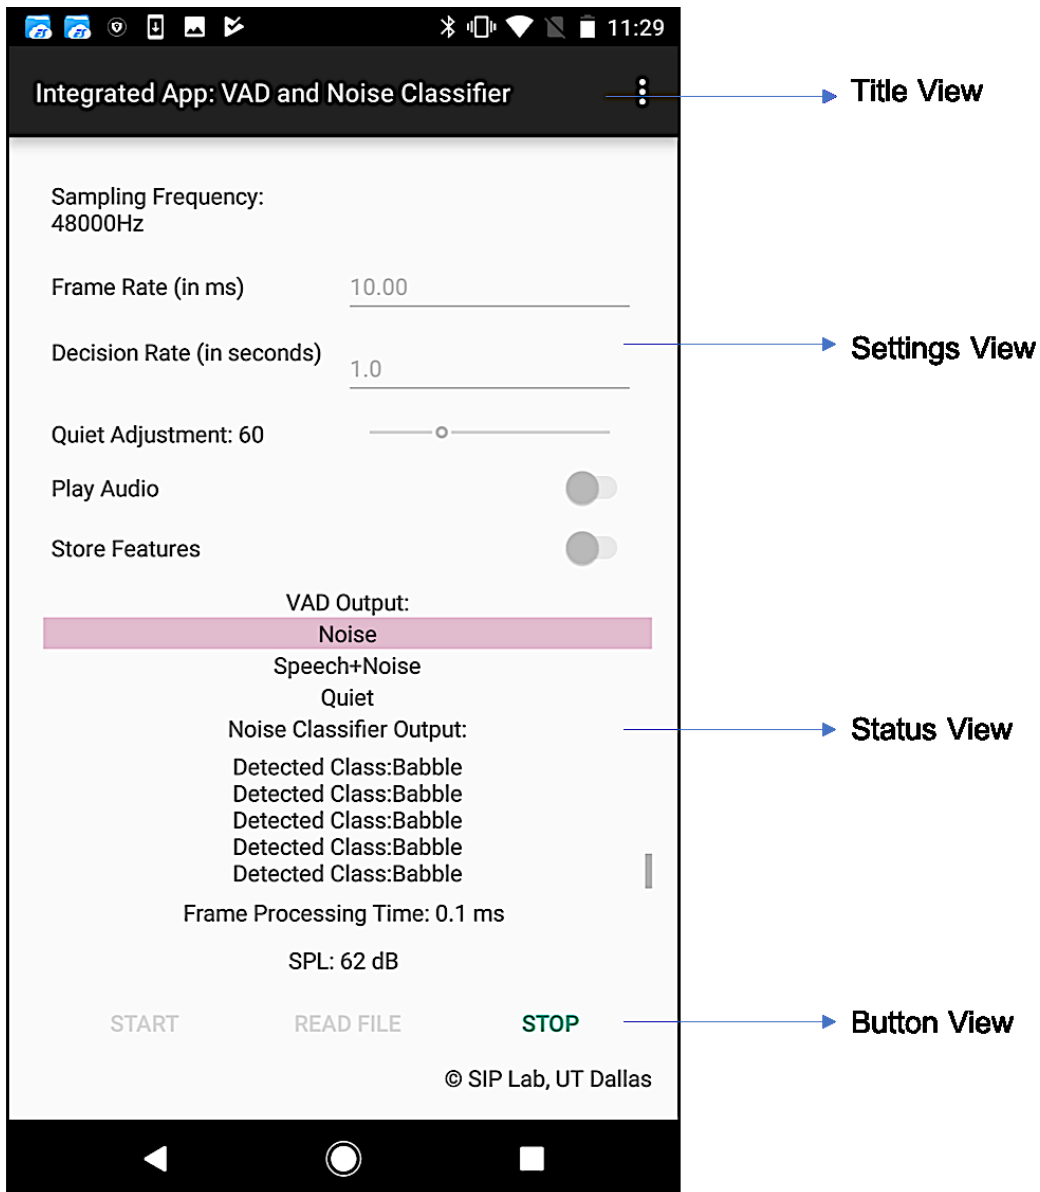 11:29
Integrated App: VAD and Noise Classifier
Title View
Sampling Frequency:
48000Hz
Frame Rate (in ms) 10.00
Decision Rate (in seconds) 1.0
Settings View
Quiet Adjustment: 60
Play Audio
Store Features
VAD Output:
Noise
Speech+Noise
Quiet
Noise Classifier Output:
Status View
Detected Class:Babble
Detected Class:Babble
Detected Class:Babble
Detected Class:Babble
Detected Class:Babble
Frame Processing Time: 0.1 ms
SPL: 62 dB
START READ FILE STOP
Button View
© SIP Lab, UT Dallas